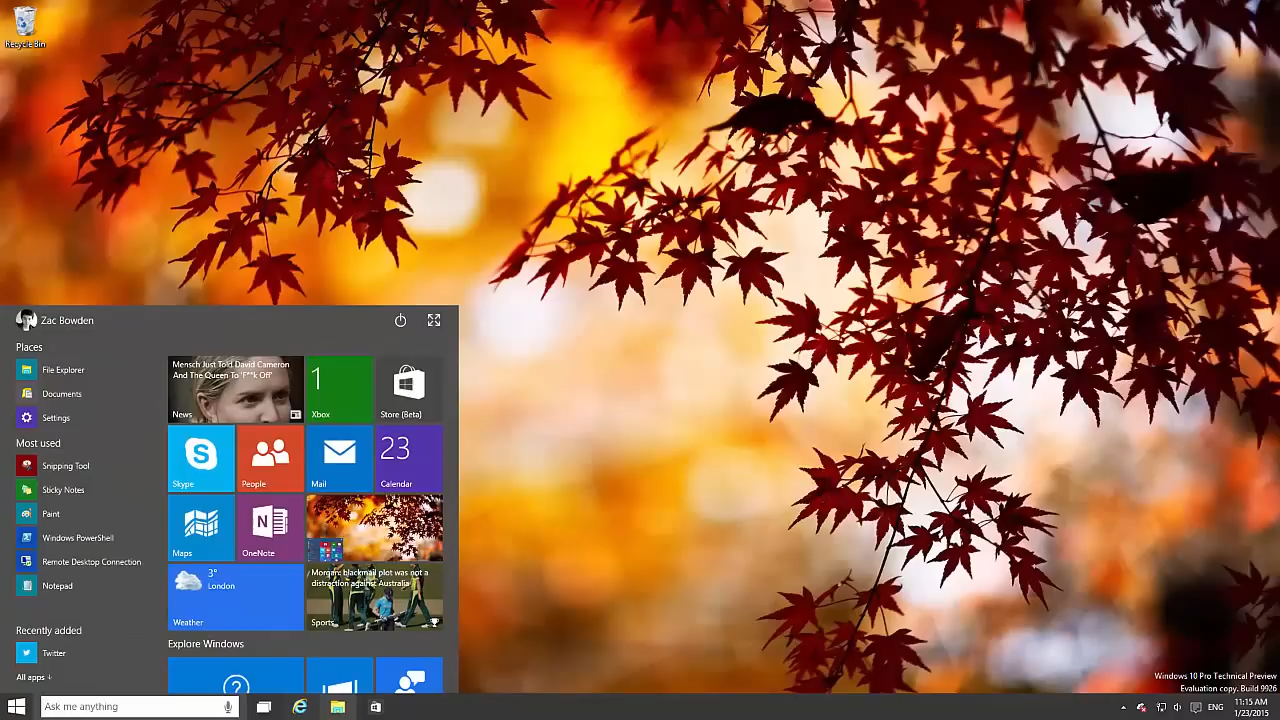 Recycle Bin
Zac Bowden
Places
File Explorer
Documents
Settings
Most used
Snipping Tool
Sticky Notes
Paint
Windows PowerShell
Remote Desktop Connection
Notepad
Recently added
Twitter
All apps
Mensch Just Told David Cameron
And The Queen To 'F**k Off'
News
1
Xbox
Store (Beta)
Skype
People
Mail
23
Calendar
Maps
N
OneNote
3°
London
Weather
Morgan: blackmail plot was not a
distraction against Australia
Sports
Explore Windows
?
Ask me anything
Windows 10 Pro Technical Preview
Evaluation copy. Build 9926
ENG
11:15 AM
1/23/2015